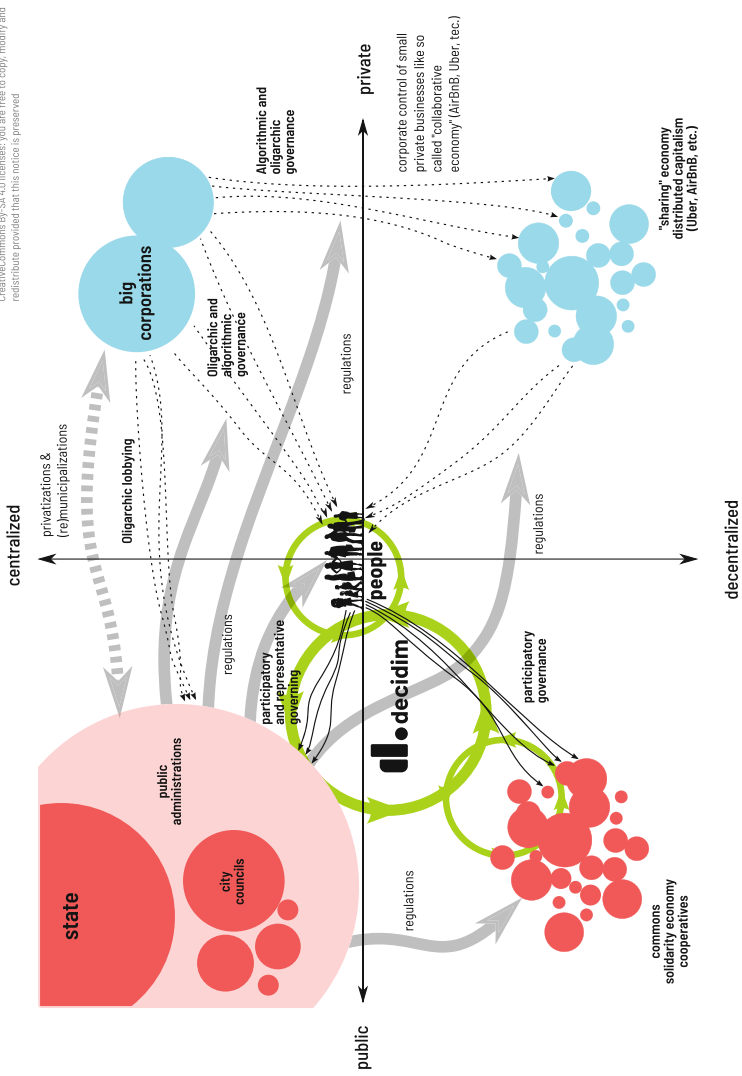 CreativeCommons By-SA 4.0 licenses: you are free to copy, modify and
redistribute provided that this notice is preserved
centralized
privatizations &
(re)municipalizations
Oligarchic lobbying
big
corporations
Algorithmic and
oligarchic
governance
Oligarchic and
algorithmic
governance
regulations
regulations
state
public
administrations
city
councils
participatory
and representative
governing
people
decidim
public
private
corporate control of small
private businesses like so
called "collaborative
economy" (AirBnB, Uber, tec.)
regulations
regulations
participatory
governance
commons
solidarity economy
cooperatives
"sharing" economy
distributed capitalism
(Uber, AirBnB, etc.)
decentralized